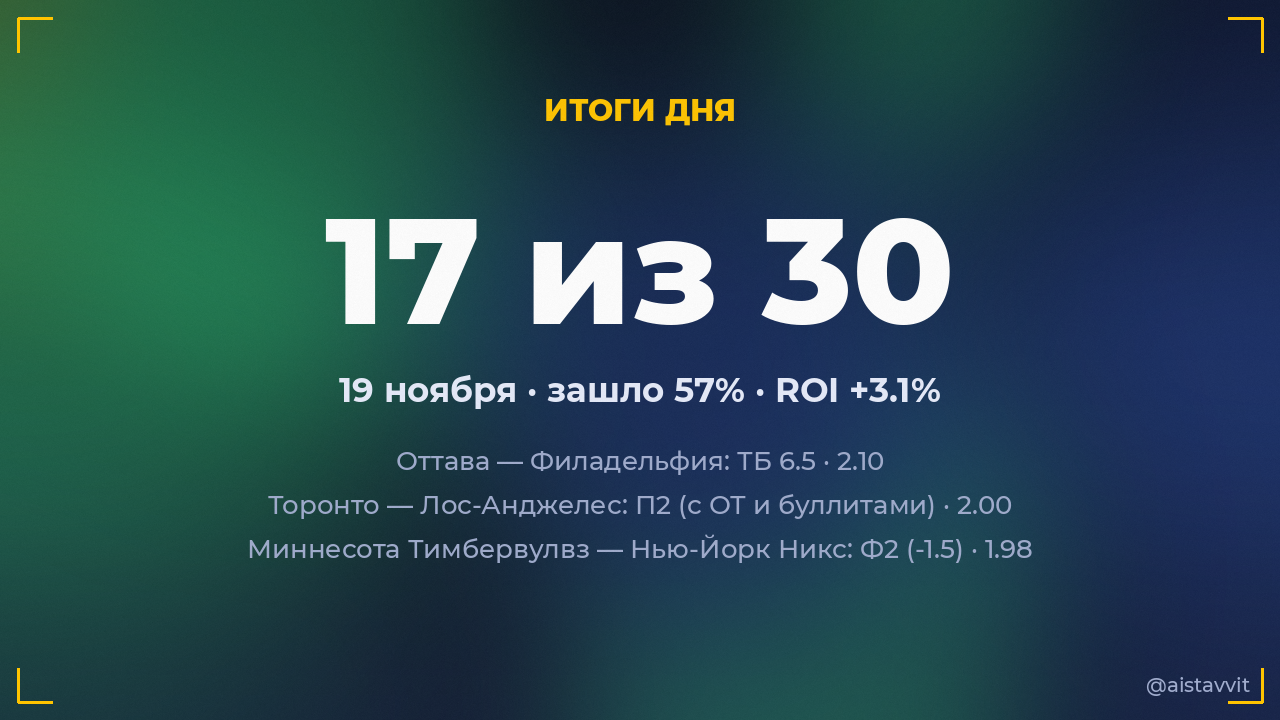 ИТОГИ ДНЯ
17 из 30
19 ноября · зашло 57% · ROI +3.1%
Оттава — Филадельфия: ТБ 6.5 · 2.10
Торонто — Лос-Анджелес: П2 (с ОТ и буллитами) · 2.00
Миннесота Тимбервулвз — Нью-Йорк Никс: Ф2 (-1.5) · 1.98
@aistavvit